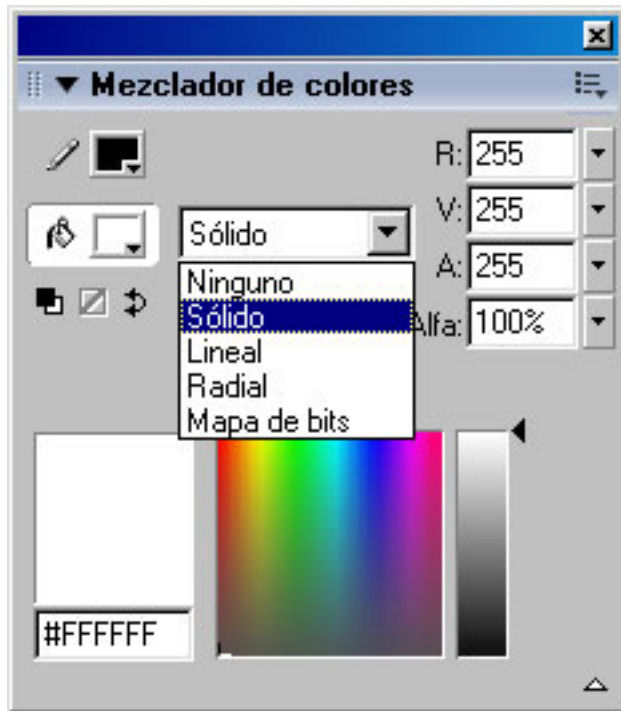 Mezclador de colores
R: 255
V: 255
A: 255
Alfa: 100%
Sólido
Ninguno
Sólido
Lineal
Radial
Mapa de bits
#FFFFFF